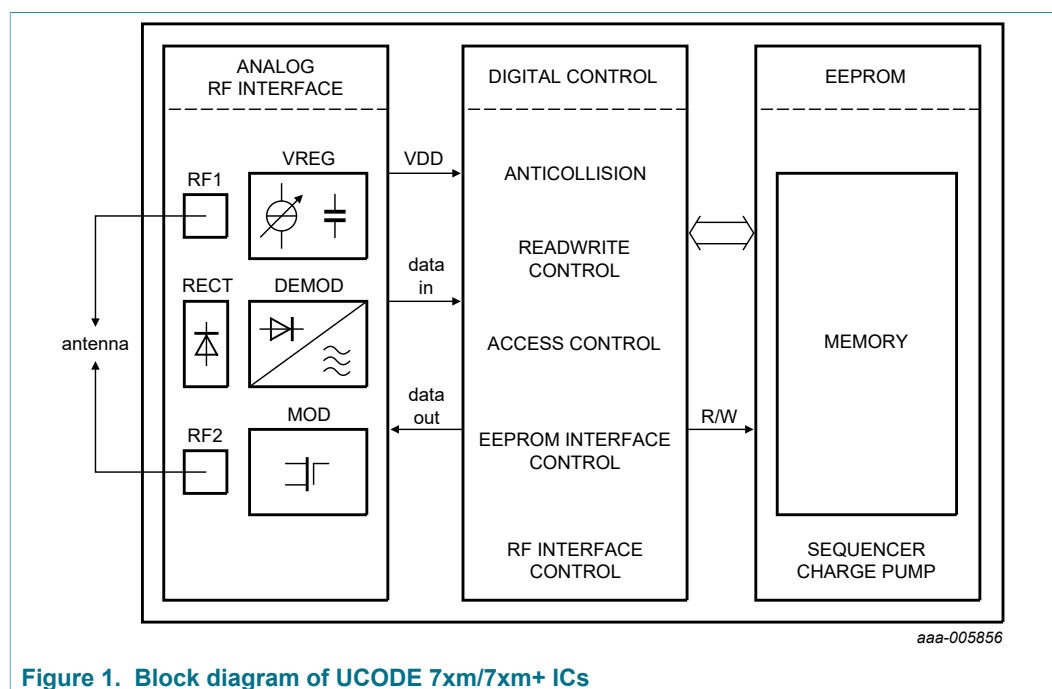 ANALOG
RF INTERFACE
DIGITAL CONTROL
EEPROM
VREG
RF1
RECT
DEMOD
antenna
MOD
RF2
VDD
data
in
data
out
ANTICOLLISION
READWRITE
CONTROL
ACCESS CONTROL
EEPROM INTERFACE
CONTROL
RF INTERFACE
CONTROL
R/W
MEMORY
SEQUENCER
CHARGE PUMP
aaa-005856
Figure 1. Block diagram of UCODE 7xm/7xm+ ICs